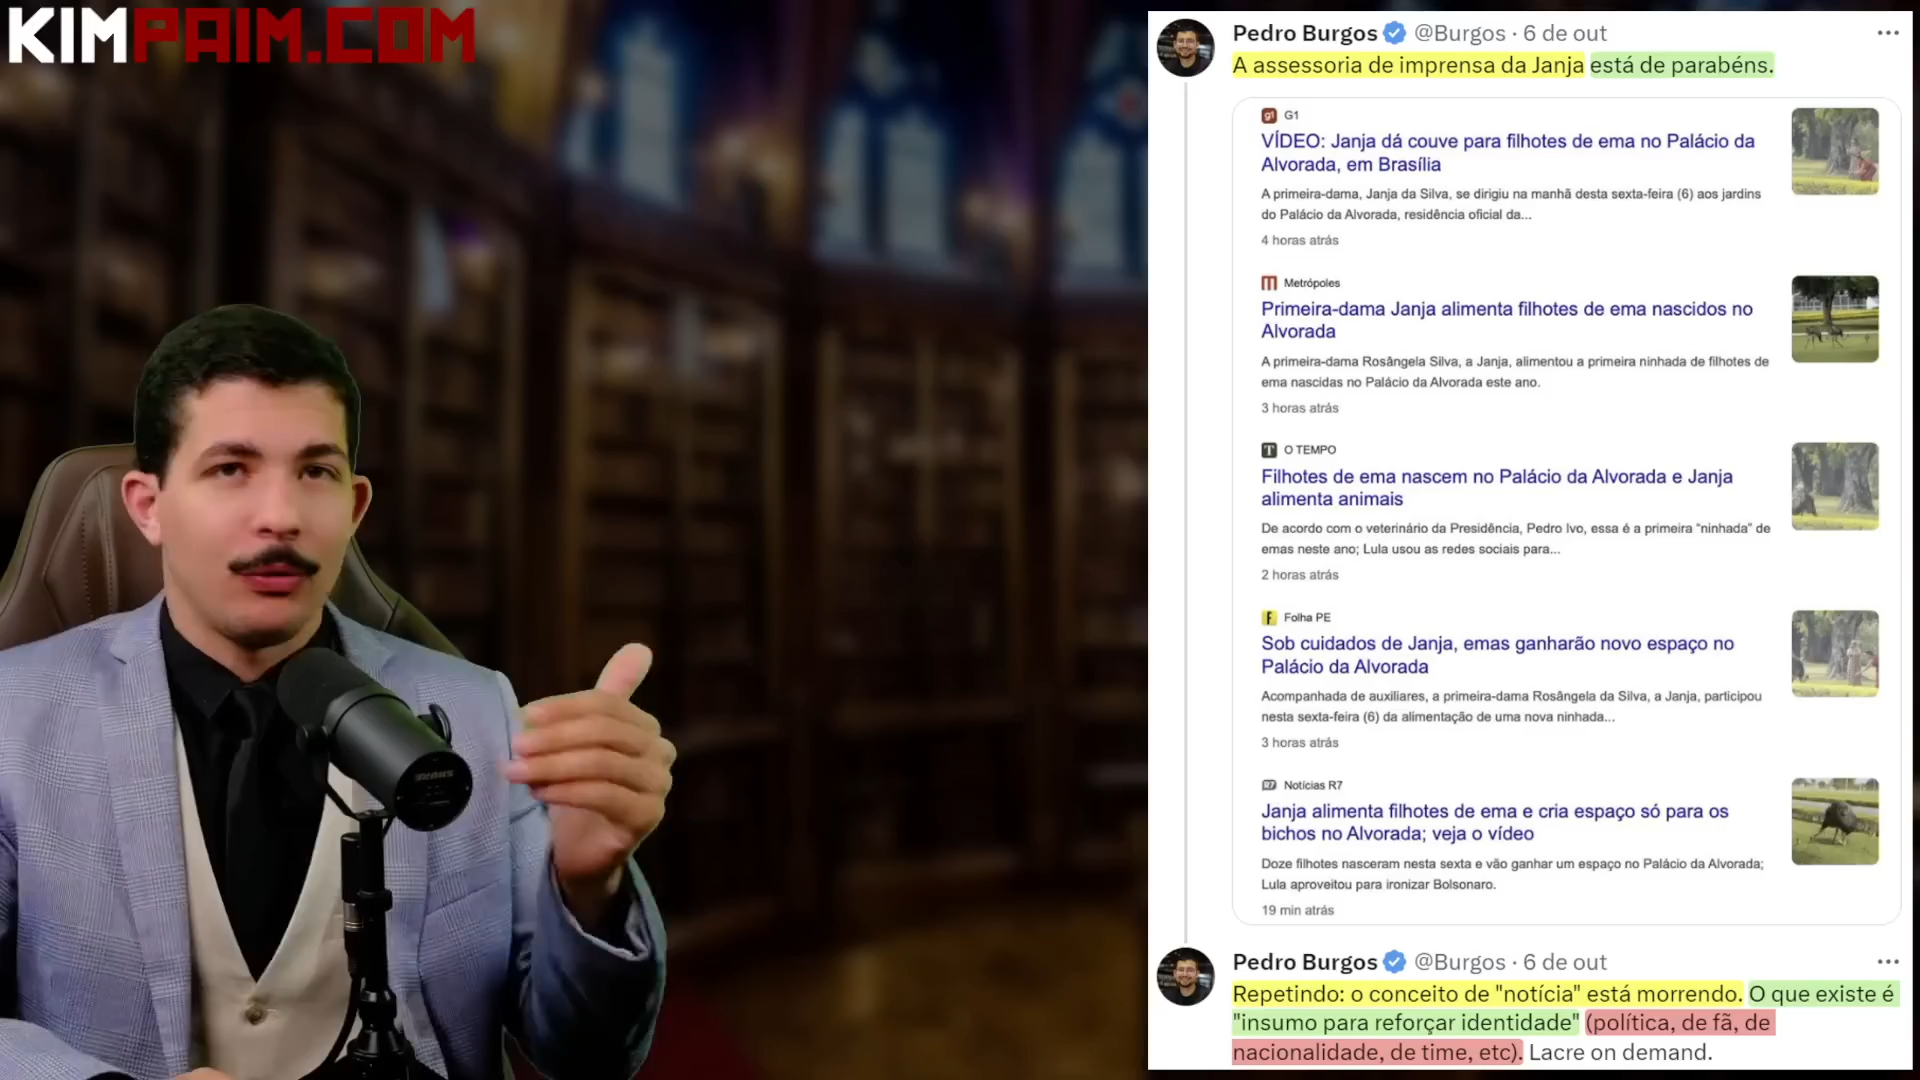 KIMPAIM.COM
Pedro Burgos @Burgos · 6 de out
A assessoria de imprensa da Janja está de parabéns.
G1
VÍDEO: Janja dá couve para filhotes de ema no Palácio da
Alvorada, em Brasília
A primeira-dama, Janja da Silva, se dirigiu na manhã desta sexta-feira (6) aos jardins
do Palácio da Alvorada, residência oficial da...
4 horas atrás
Metrópoles
Primeira-dama Janja alimenta filhotes de ema nascidos no
Alvorada
A primeira-dama Rosângela Silva, a Janja, alimentou a primeira ninhada de filhotes de
ema nascidas no Palácio da Alvorada este ano.
3 horas atrás
O TEMPO
Filhotes de ema nascem no Palácio da Alvorada e Janja
alimenta animais
De acordo com o veterinário da Presidência, Pedro Ivo, essa é a primeira "ninhada" de
emas neste ano; Lula usou as redes sociais para...
2 horas atrás
Folha PE
Sob cuidados de Janja, emas ganharão novo espaço no
Palácio da Alvorada
Acompanhada de auxiliares, a primeira-dama Rosângela da Silva, a Janja, participou
nesta sexta-feira (6) da alimentação de uma nova ninhada...
3 horas atrás
Notícias R7
Janja alimenta filhotes de ema e cria espaço só para os
bichos no Alvorada; veja o vídeo
Doze filhotes nasceram nesta sexta e vão ganhar um espaço no Palácio da Alvorada;
Lula aproveitou para ironizar Bolsonaro.
19 min atrás
Pedro Burgos @Burgos · 6 de out
Repetindo: o conceito de "notícia" está morrendo. O que existe é
"insumo para reforçar identidade" (política, de fã, de
nacionalidade, de time, etc). Lacre on demand.